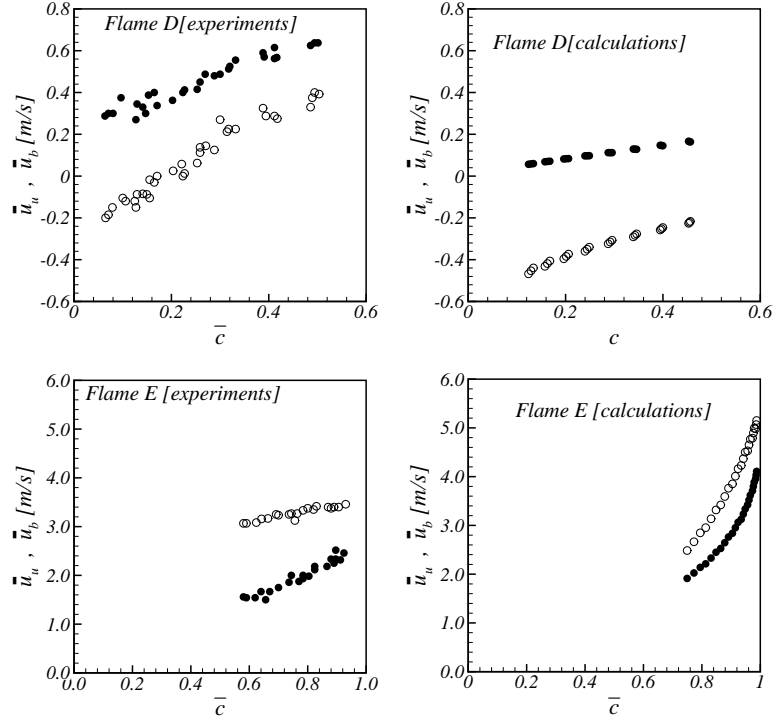 Flame D[experiments]
0.8
0.6
0.4
0.2
0
-0.2
-0.4
-0.6
ū_u , ū_b [m/s]
0 0.2 0.4 0.6
c̅
Flame D[calculations]
0.8
0.6
0.4
0.2
0
-0.2
-0.4
-0.6
ū_u , ū_b [m/s]
0 0.2 0.4 0.6
c
Flame E [experiments]
6.0
5.0
4.0
3.0
2.0
1.0
0.0
ū_u , ū_b [m/s]
0.0 0.2 0.4 0.6 0.8 1.0
c̅
Flame E [calculations]
6.0
5.0
4.0
3.0
2.0
1.0
0.0
ū_u , ū_b [m/s]
0 0.2 0.4 0.6 0.8 1
c̅